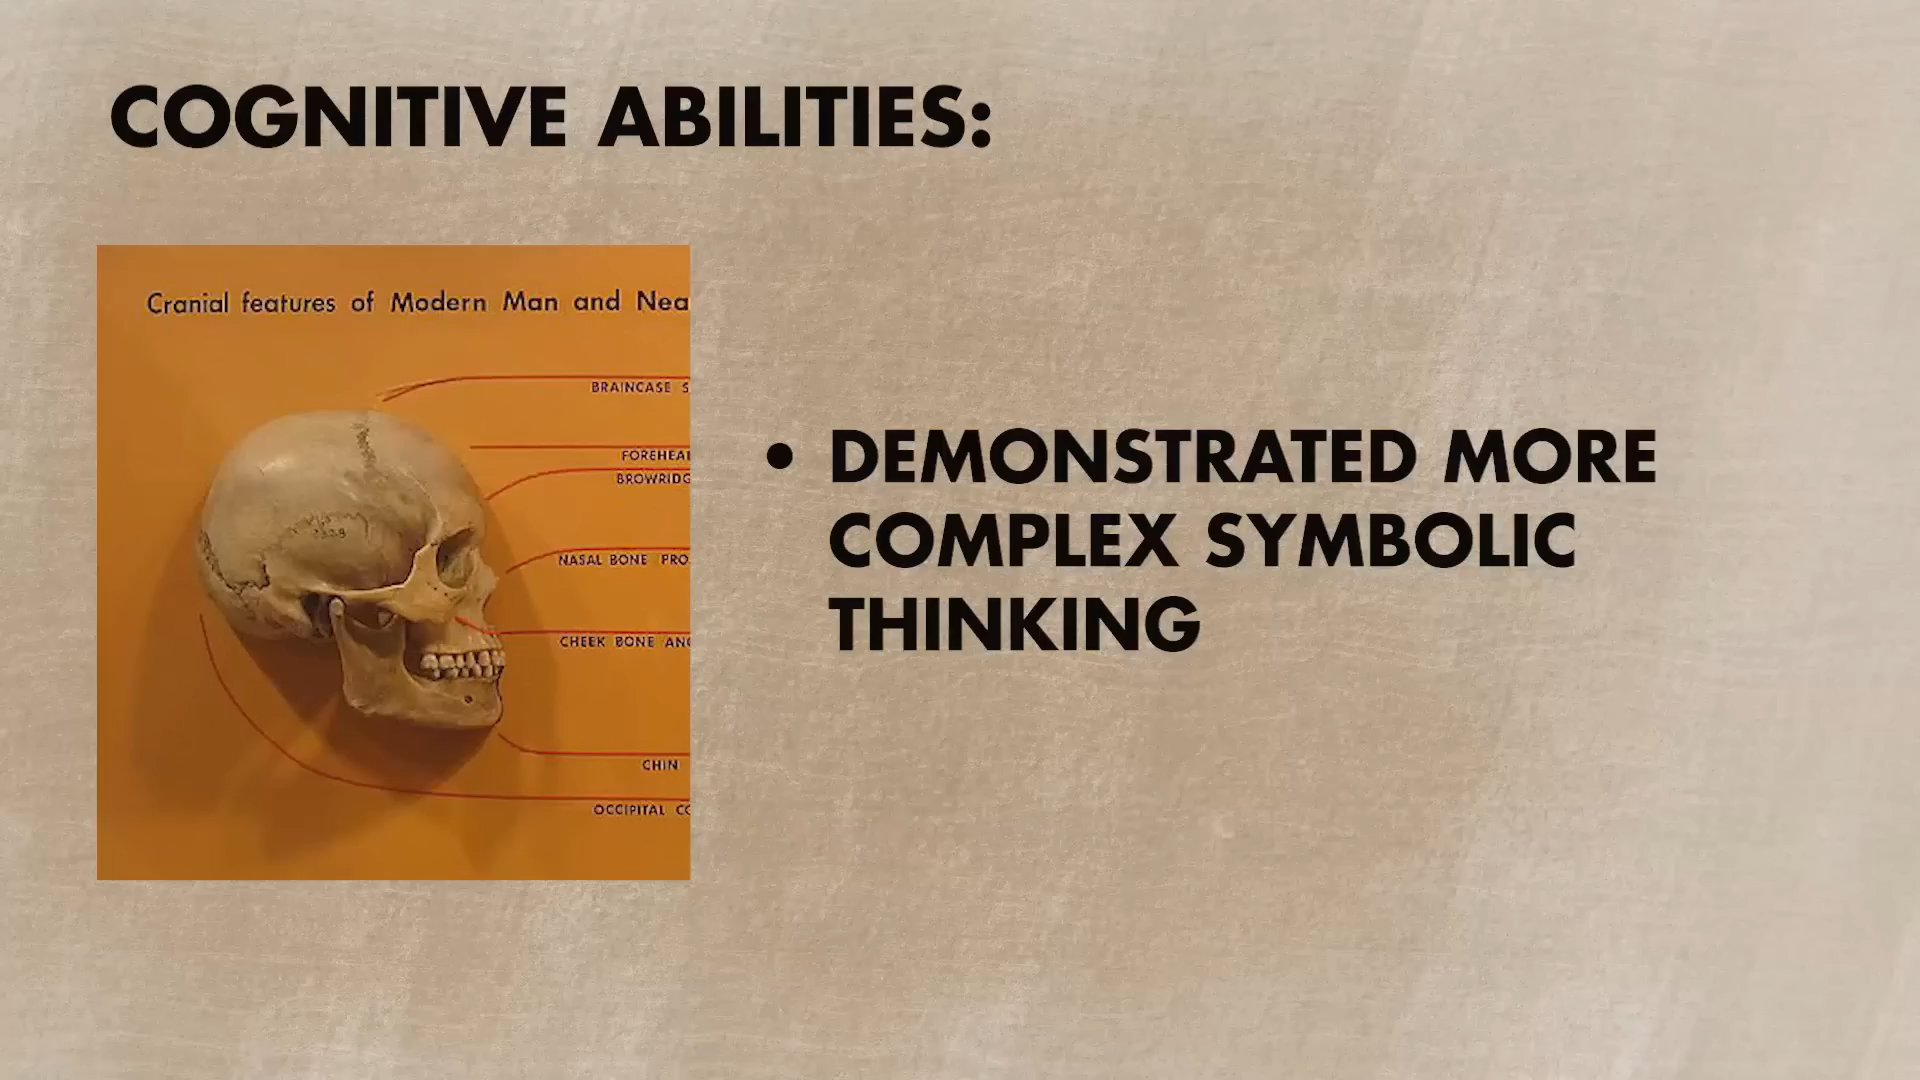 COGNITIVE ABILITIES:
Cranial features of Modern Man and Nea
BRAINCASE S
FOREHEA
BROWRIDG
NASAL BONE PRO
CHEEK BONE AN
CHIN
OCCIPITAL CO
• DEMONSTRATED MORE
COMPLEX SYMBOLIC
THINKING